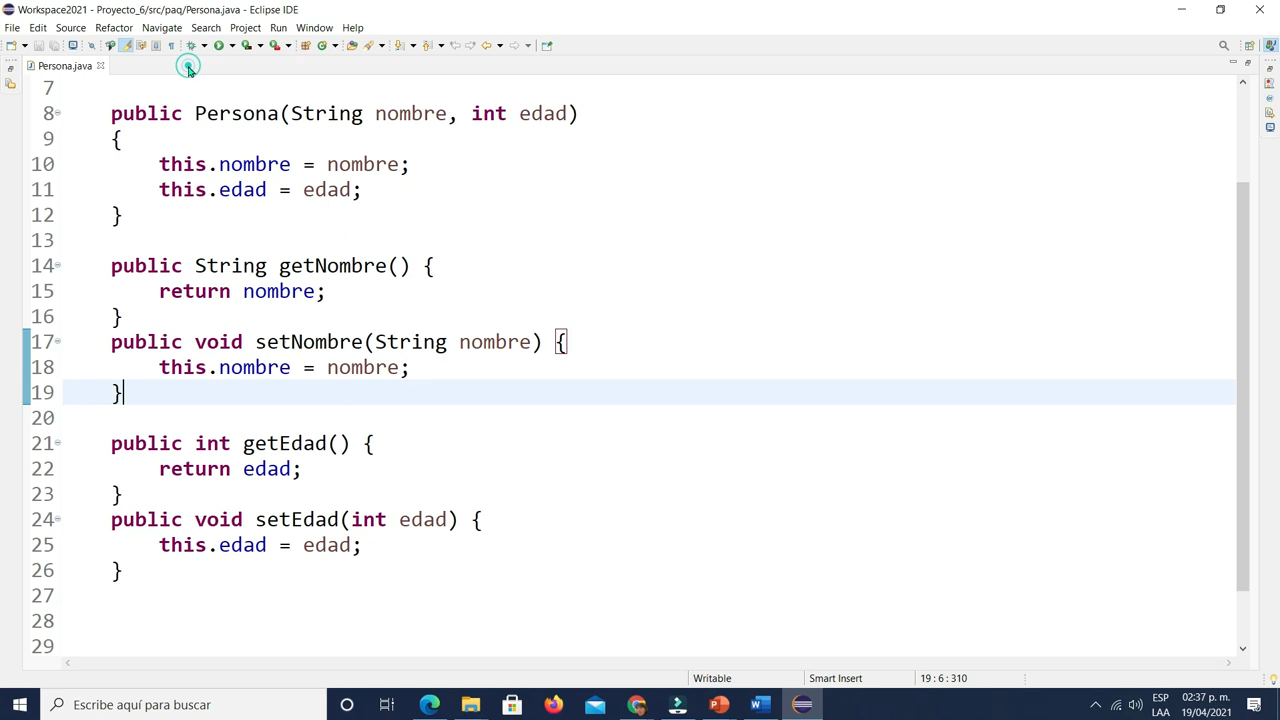 Workspace2021 - Proyecto_6/src/paq/Persona.java - Eclipse IDE
File Edit Source Refactor Navigate Search Project Run Window Help
Persona.java
7
8 public Persona(String nombre, int edad)
9 {
10 this.nombre = nombre;
11 this.edad = edad;
12 }
13
14 public String getNombre() {
15 return nombre;
16 }
17 public void setNombre(String nombre) {
18 this.nombre = nombre;
19 }
20
21 public int getEdad() {
22 return edad;
23 }
24 public void setEdad(int edad) {
25 this.edad = edad;
26 }
27
28
29
Writable Smart Insert 19 : 6 : 310
Escribe aquí para buscar
ESP 02:37 p. m.
LAA 19/04/2021